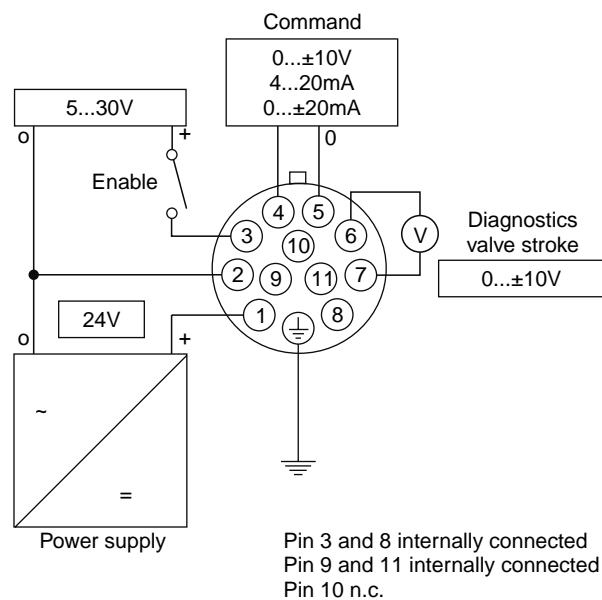 Command
0...±10V
4...20mA
0...±20mA
5...30V
o
+
0
Enable
4
5
3
6
10
V
Diagnostics
valve stroke
2
9
11
7
0...±10V
24V
1
8
o
+
~
=
Power supply
Pin 3 and 8 internally connected
Pin 9 and 11 internally connected
Pin 10 n.c.